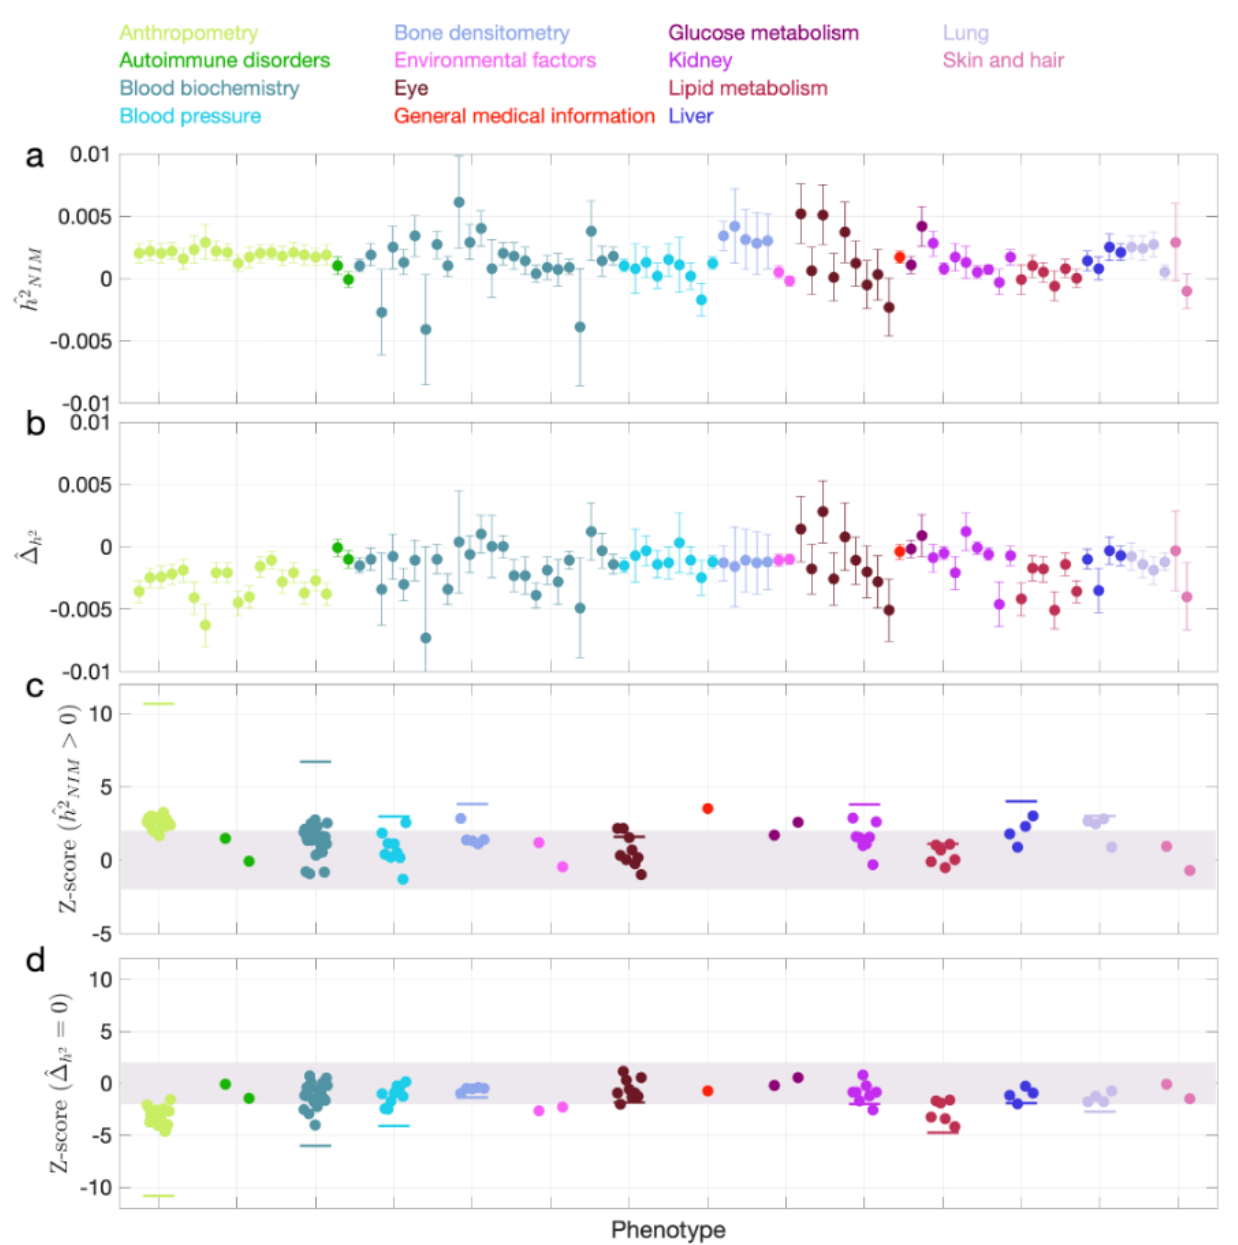 Anthropometry Bone densitometry Glucose metabolism Lung
Autoimmune disorders Environmental factors Kidney Skin and hair
Blood biochemistry Eye Lipid metabolism
Blood pressure General medical information Liver
a
0.01
0.005
0
-0.005
-0.01
ĥ²NIM
b
0.01
0.005
0
-0.005
-0.01
Δ̂h²
c
10
5
0
-5
Z-score (ĥ²NIM > 0)
d
10
5
0
-5
-10
Z-score (Δ̂h² = 0)
Phenotype